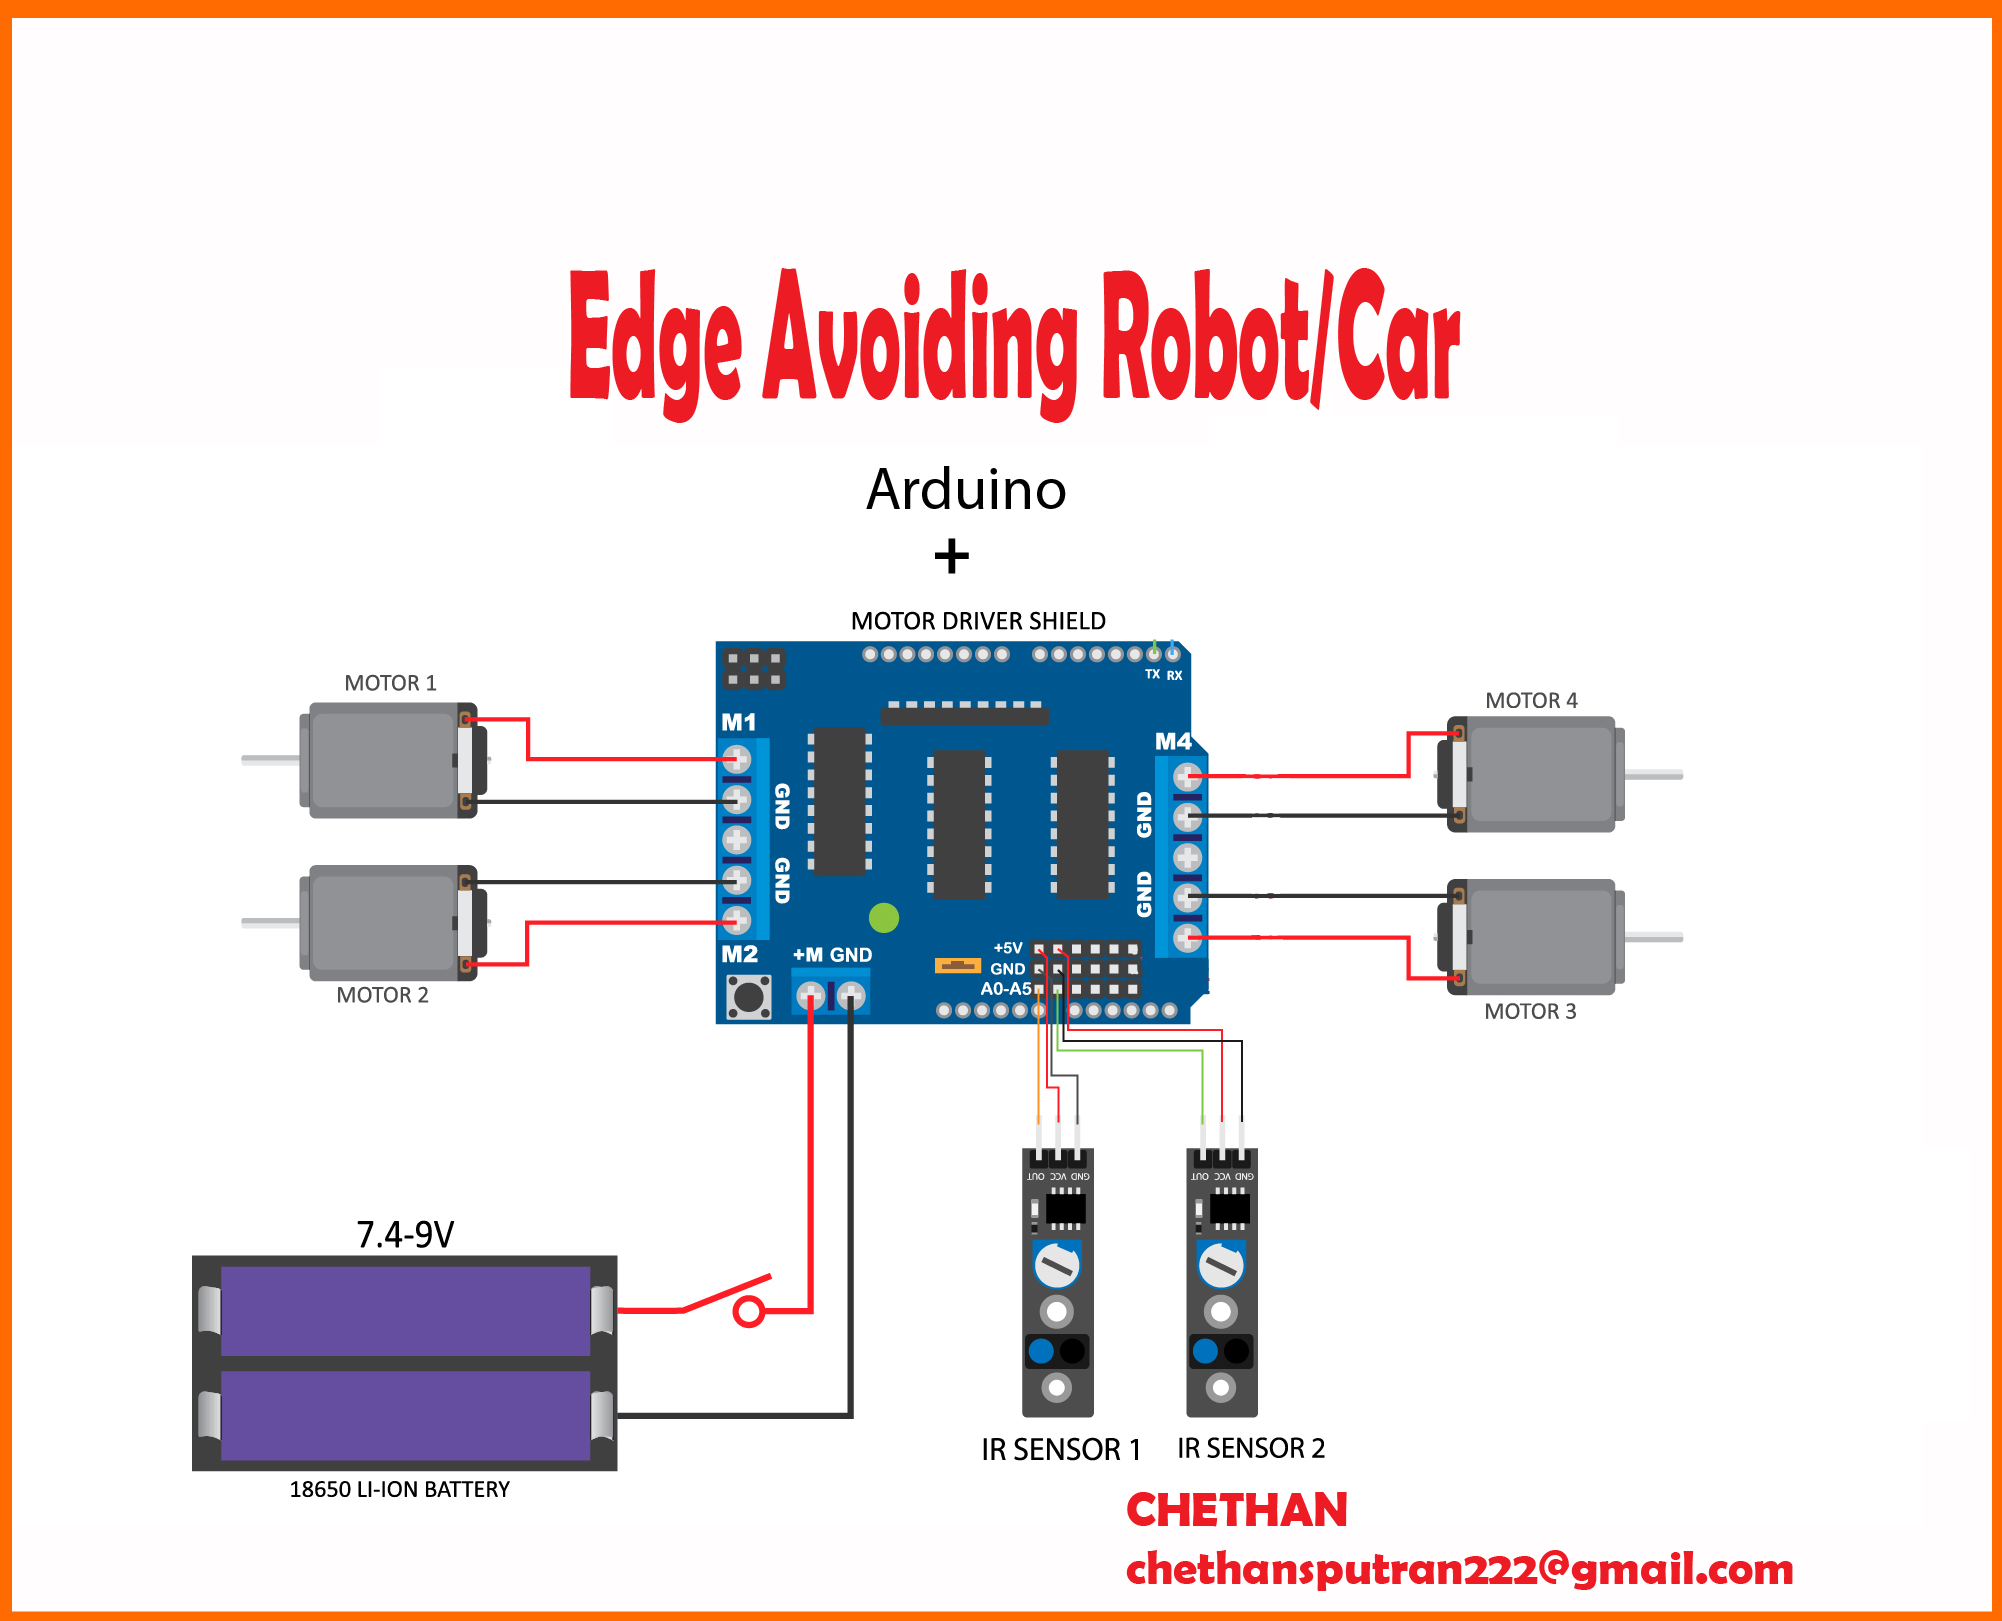 Edge Avoiding Robot/Car
Arduino
+
MOTOR DRIVER SHIELD
TX RX
MOTOR 1
MOTOR 4
M1
M4
GND
GND
GND
GND
MOTOR 2
MOTOR 3
M2
+M GND
+5V
GND
A0-A5
7.4-9V
18650 LI-ION BATTERY
OUT VCC GND
OUT VCC GND
IR SENSOR 1
IR SENSOR 2
CHETHAN
chethansputran222@gmail.com